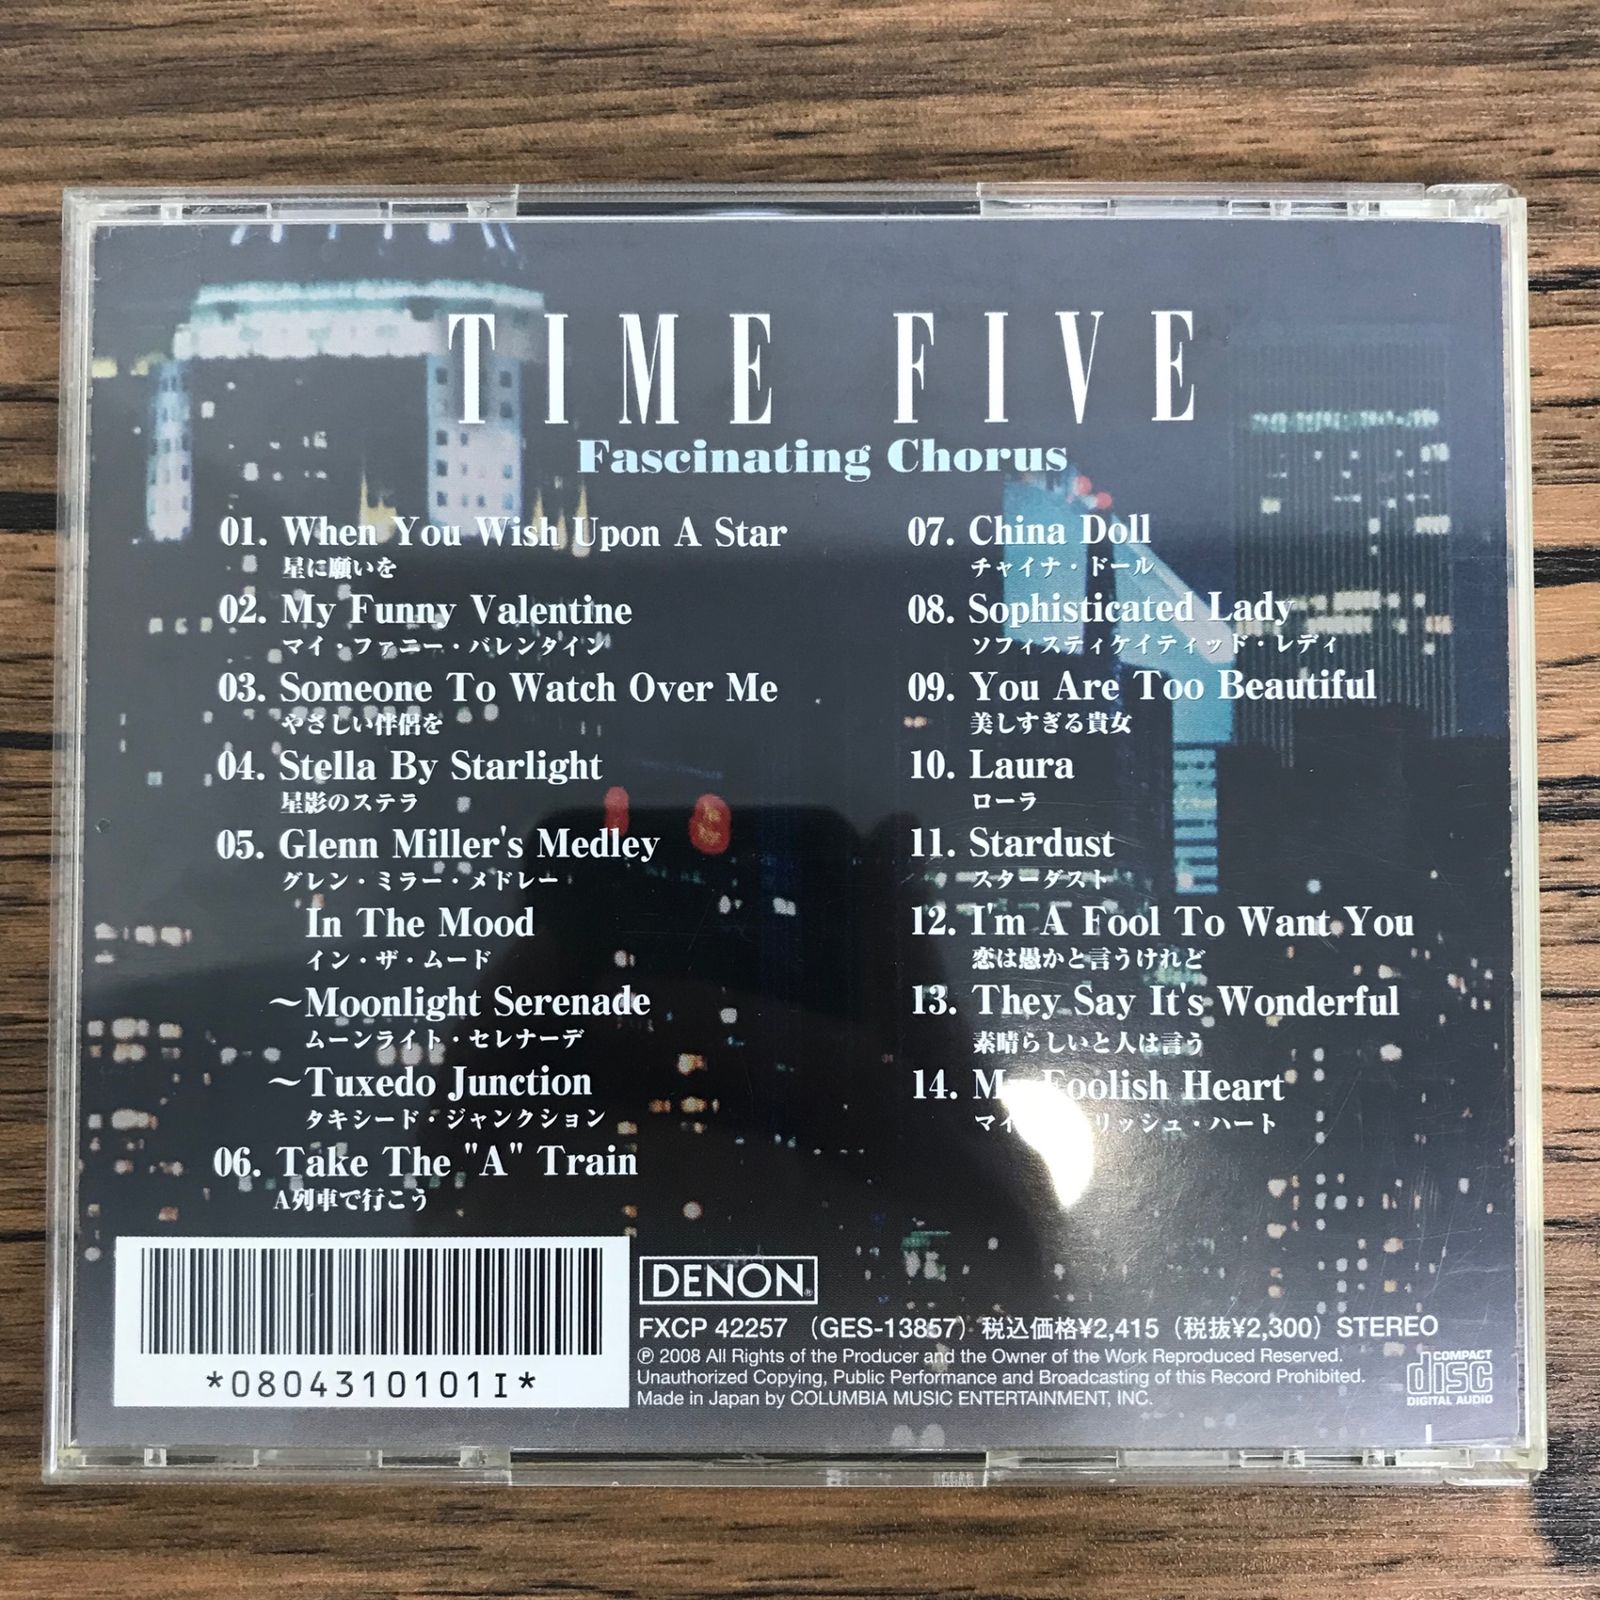 TIME FIVE
Fascinating Chorus
01. When You Wish Upon A Star
星に願いを
02. My Funny Valentine
マイ・ファニー・バレンタイン
03. Someone To Watch Over Me
やさしい伴侶を
04. Stella By Starlight
星影のステラ
05. Glenn Miller's Medley
グレン・ミラー・メドレー
In The Mood
イン・ザ・ムード
~Moonlight Serenade
ムーンライト・セレナーデ
~Tuxedo Junction
タキシード・ジャンクション
06. Take The "A" Train
A列車で行こう
07. China Doll
チャイナ・ドール
08. Sophisticated Lady
ソフィスティケイティッド・レディ
09. You Are Too Beautiful
美しすぎる貴女
10. Laura
ローラ
11. Stardust
スターダスト
12. I'm A Fool To Want You
恋は愚かと言うけれど
13. They Say It's Wonderful
素晴らしいと人は言う
14. My Foolish Heart
マイ リッシュ・ハート
*0804310101I*
DENON®
FXCP 42257 (GES-13857) 税込価格¥2,415 (税抜¥2,300) STEREO
℗ 2008 All Rights of the Producer and the Owner of the Work Reproduced Reserved.
Unauthorized Copying, Public Performance and Broadcasting of this Record Prohibited.
Made in Japan by COLUMBIA MUSIC ENTERTAINMENT, INC.
COMPACT
disc
DIGITAL AUDIO